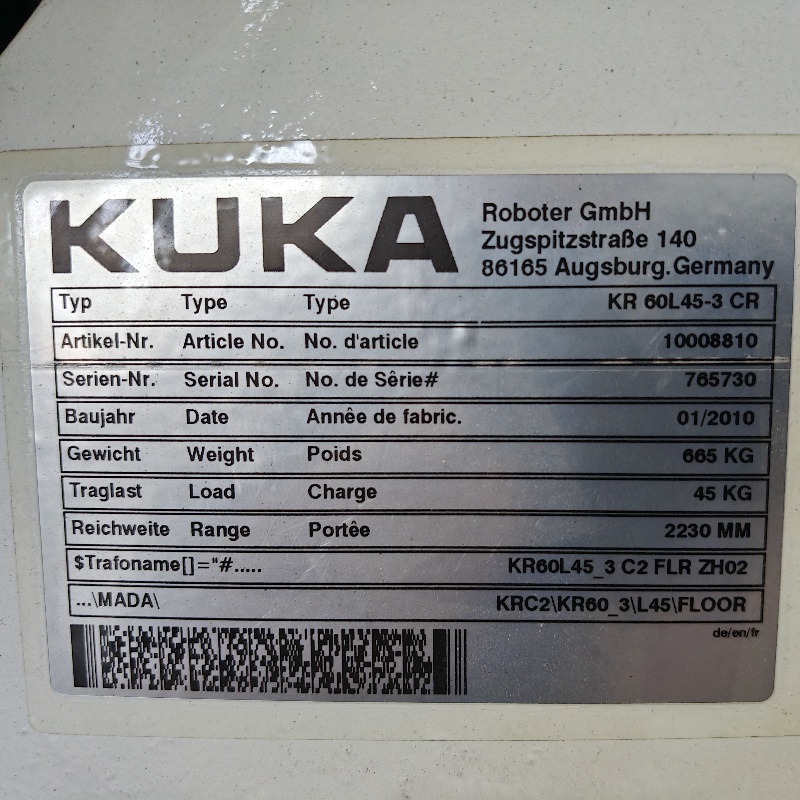 KUKA
Roboter GmbH
Zugspitzstraße 140
86165 Augsburg.Germany
Typ Type Type KR 60L45-3 CR
Artikel-Nr. Article No. No. d'article 10008810
Serien-Nr. Serial No. No. de Sêrie# 765730
Baujahr Date Annêe de fabric. 01/2010
Gewicht Weight Poids 665 KG
Traglast Load Charge 45 KG
Reichweite Range Portêe 2230 MM
$Trafoname[]="#..... KR60L45_3 C2 FLR ZH02
...\MADA\ KRC2\KR60_3\L45\FLOOR
de/en/fr